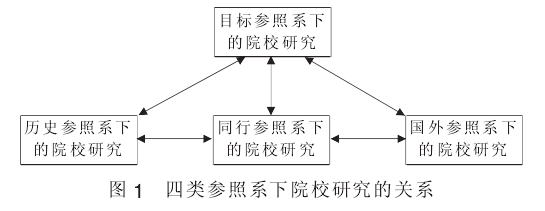 目标参照系下
的院校研究
历史参照系下
的院校研究
同行参照系下
的院校研究
国外参照系下
的院校研究
图1 四类参照系下院校研究的关系